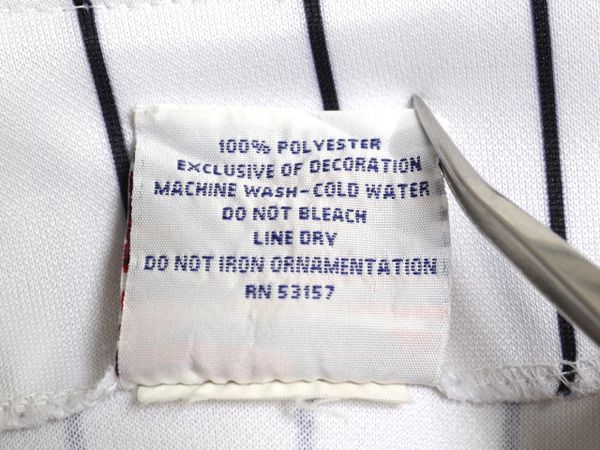 100% POLYESTER
EXCLUSIVE OF DECORATION
MACHINE WASH-COLD WATER
DO NOT BLEACH
LINE DRY
DO NOT IRON ORNAMENTATION
RN 53157